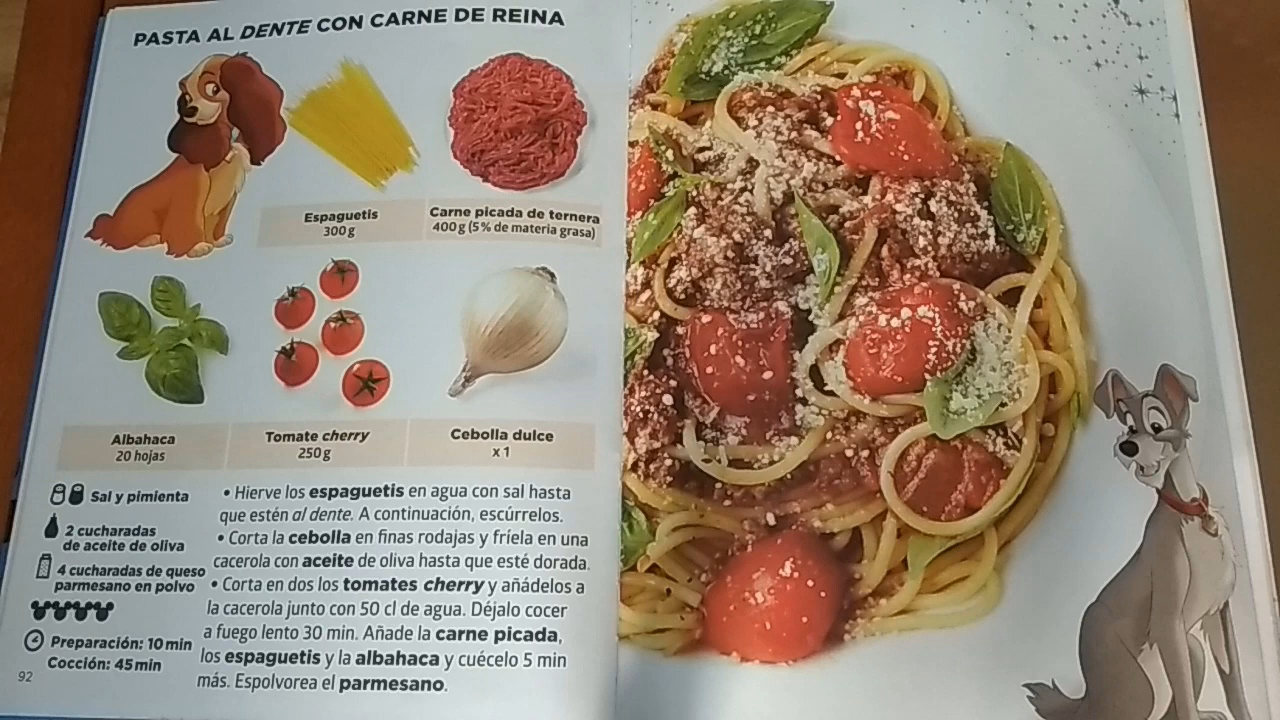 PASTA AL DENTE CON CARNE DE REINA
Espaguetis
300 g
Carne picada de ternera
400 g (5 % de materia grasa)
Albahaca
20 hojas
Tomate cherry
250 g
Cebolla dulce
x 1
Sal y pimienta
2 cucharadas
de aceite de oliva
4 cucharadas de queso
parmesano en polvo
Preparación: 10 min
Cocción: 45 min
• Hierve los espaguetis en agua con sal hasta
que estén al dente. A continuación, escúrrelos.
• Corta la cebolla en finas rodajas y fríela en una
cacerola con aceite de oliva hasta que esté dorada.
• Corta en dos los tomates cherry y añádelos a
la cacerola junto con 50 cl de agua. Déjalo cocer
a fuego lento 30 min. Añade la carne picada,
los espaguetis y la albahaca y cuécelo 5 min
más. Espolvorea el parmesano.
92